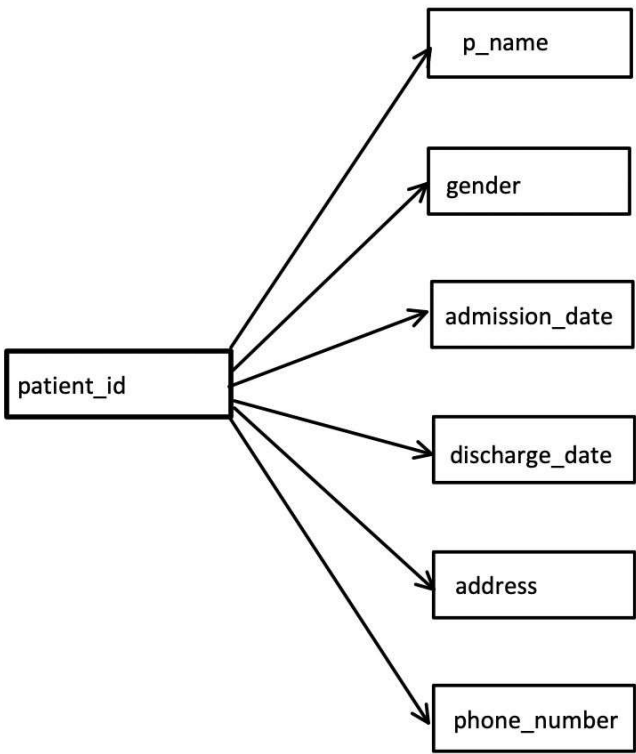 p_name
gender
admission_date
patient_id
discharge_date
address
phone_number